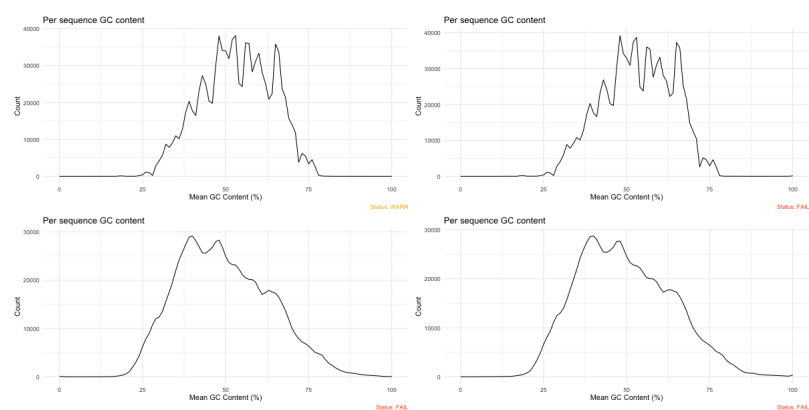 Per sequence GC content
40000
30000
20000
10000
0
Count
0 25 50 75 100
Mean GC Content (%)
Status: WARN
Per sequence GC content
40000
30000
20000
10000
0
Count
0 25 50 75 100
Mean GC Content (%)
Status: FAIL
Per sequence GC content
30000
20000
10000
0
Count
0 25 50 75 100
Mean GC Content (%)
Status: FAIL
Per sequence GC content
30000
20000
10000
0
Count
0 25 50 75 100
Mean GC Content (%)
Status: FAIL